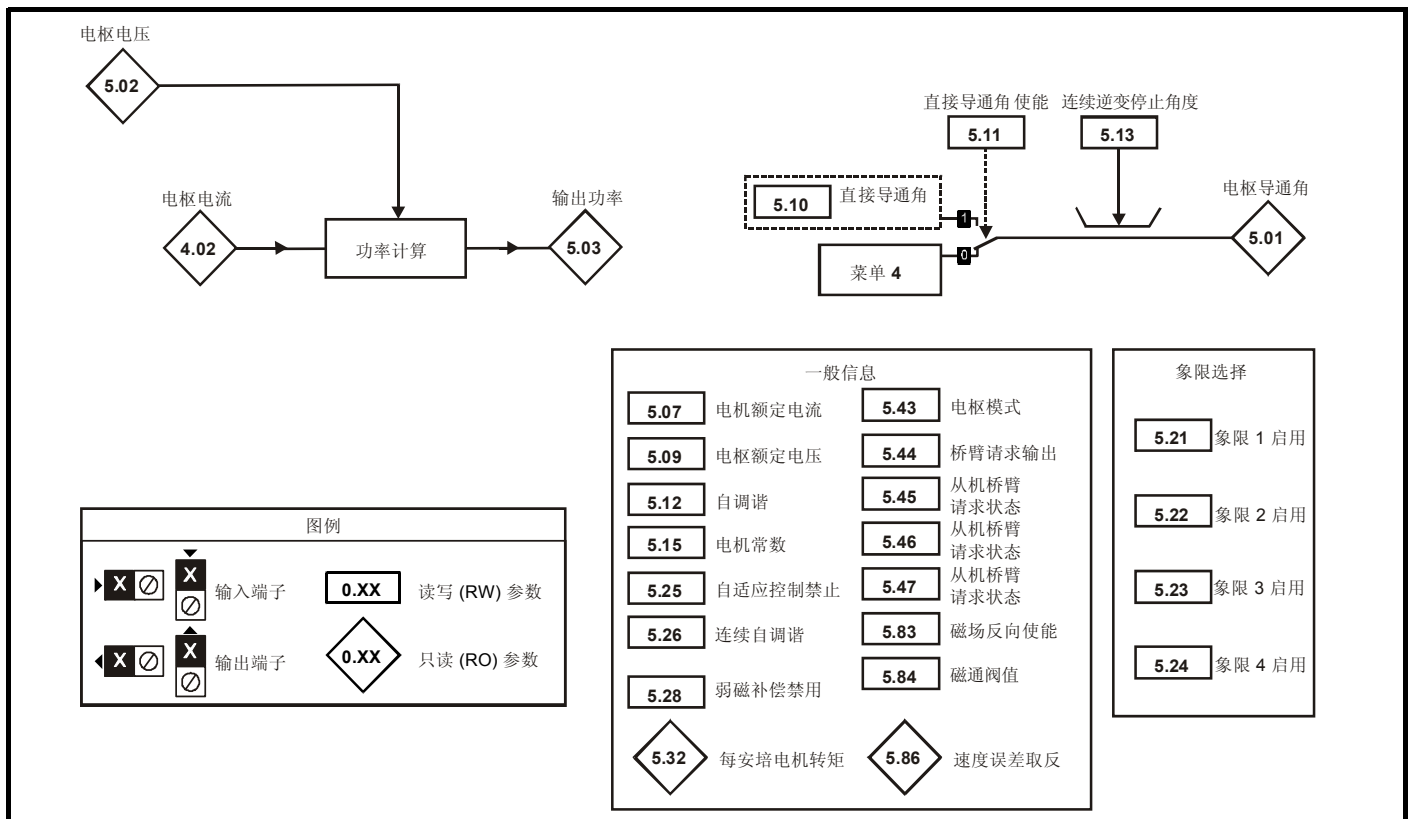 电枢电压
5.02
电枢电流
4.02
功率计算
输出功率
5.03
直接导通角 使能
5.11
连续逆变停止角度
5.13
5.10
直接导通角
1
0
菜单 4
电枢导通角
5.01
图例
X
X
输入端子
0.XX
读写 (RW) 参数
X
X
输出端子
0.XX
只读 (RO) 参数
一般信息
5.07
电机额定电流
5.09
电枢额定电压
5.12
自调谐
5.15
电机常数
5.25
自适应控制禁止
5.26
连续自调谐
5.28
弱磁补偿禁用
5.32
每安培电机转矩
5.43
电枢模式
5.44
桥臂请求输出
5.45
从机桥臂
请求状态
5.46
从机桥臂
请求状态
5.47
从机桥臂
请求状态
5.83
磁场反向使能
5.84
磁通阀值
5.86
速度误差取反
象限选择
5.21
象限 1 启用
5.22
象限 2 启用
5.23
象限 3 启用
5.24
象限 4 启用